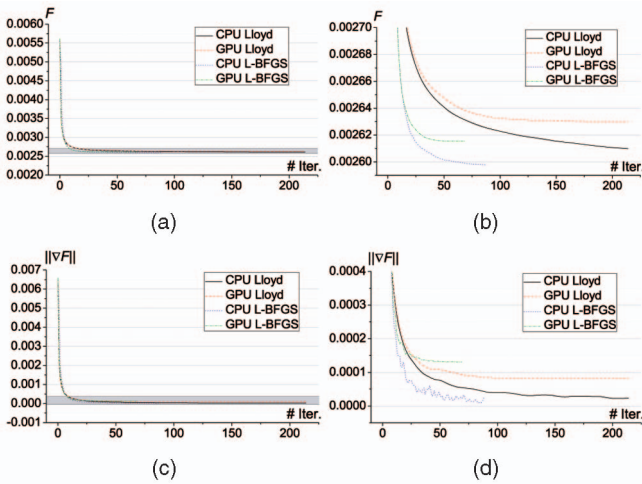 F
0.0060
0.0055
0.0050
0.0045
0.0040
0.0035
0.0030
0.0025
0.0020
0 50 100 150 200
# Iter.
CPU Lloyd
GPU Lloyd
CPU L-BFGS
GPU L-BFGS
(a)
F
0.00270
0.00268
0.00266
0.00264
0.00262
0.00260
0 50 100 150 200
# Iter.
CPU Lloyd
GPU Lloyd
CPU L-BFGS
GPU L-BFGS
(b)
||∇F||
0.007
0.006
0.005
0.004
0.003
0.002
0.001
0.000
-0.001
0 50 100 150 200
# Iter.
CPU Lloyd
GPU Lloyd
CPU L-BFGS
GPU L-BFGS
(c)
||∇F||
0.0004
0.0003
0.0002
0.0001
0.0000
0 50 100 150 200
# Iter.
CPU Lloyd
GPU Lloyd
CPU L-BFGS
GPU L-BFGS
(d)